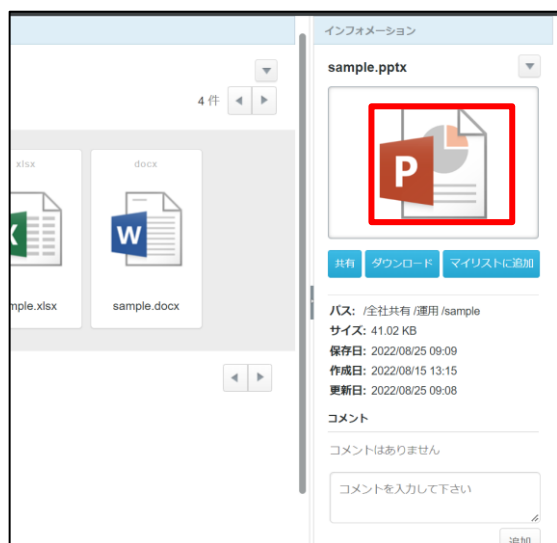 4 件
xlsx
docx
X
W
mple.xlsx
sample.docx
インフォメーション
sample.pptx
P
共有
ダウンロード
マイリストに追加
パス: /全社共有 /運用 /sample
サイズ: 41.02 KB
保存日: 2022/08/25 09:09
作成日: 2022/08/15 13:15
更新日: 2022/08/25 09:08
コメント
コメントはありません
コメントを入力して下さい
追加